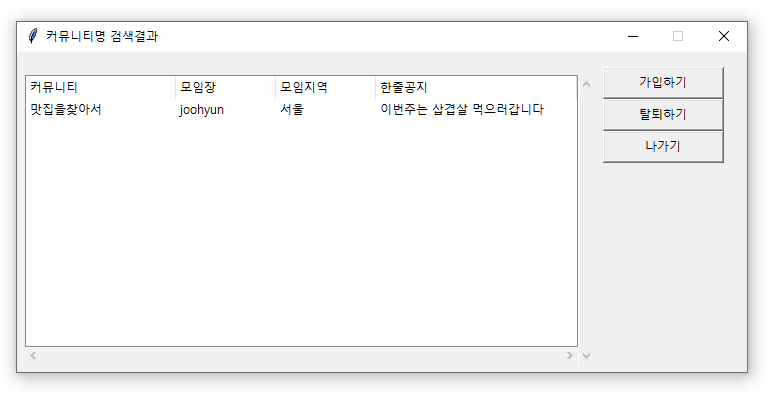 커뮤니티명 검색결과
커뮤니티 모임장 모임지역 한줄공지
맛집을찾아서 joohyun 서울 이번주는 삽겹살 먹으러갑니다
가입하기
탈퇴하기
나가기